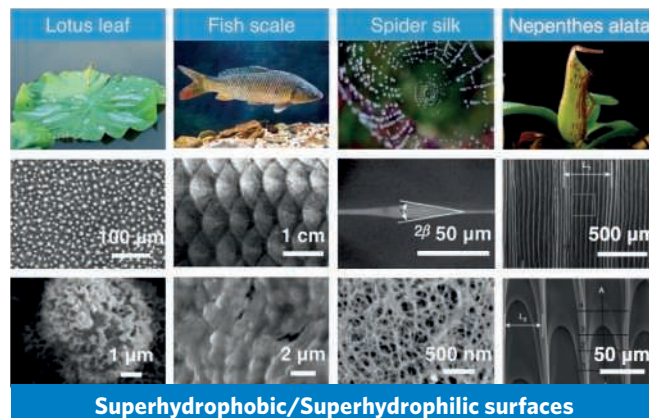 Lotus leaf
Fish scale
Spider silk
Nepenthes alata
100 µm
1 cm
2β 50 µm
500 µm
1 µm
2 µm
500 nm
50 µm
A
Superhydrophobic/Superhydrophilic surfaces